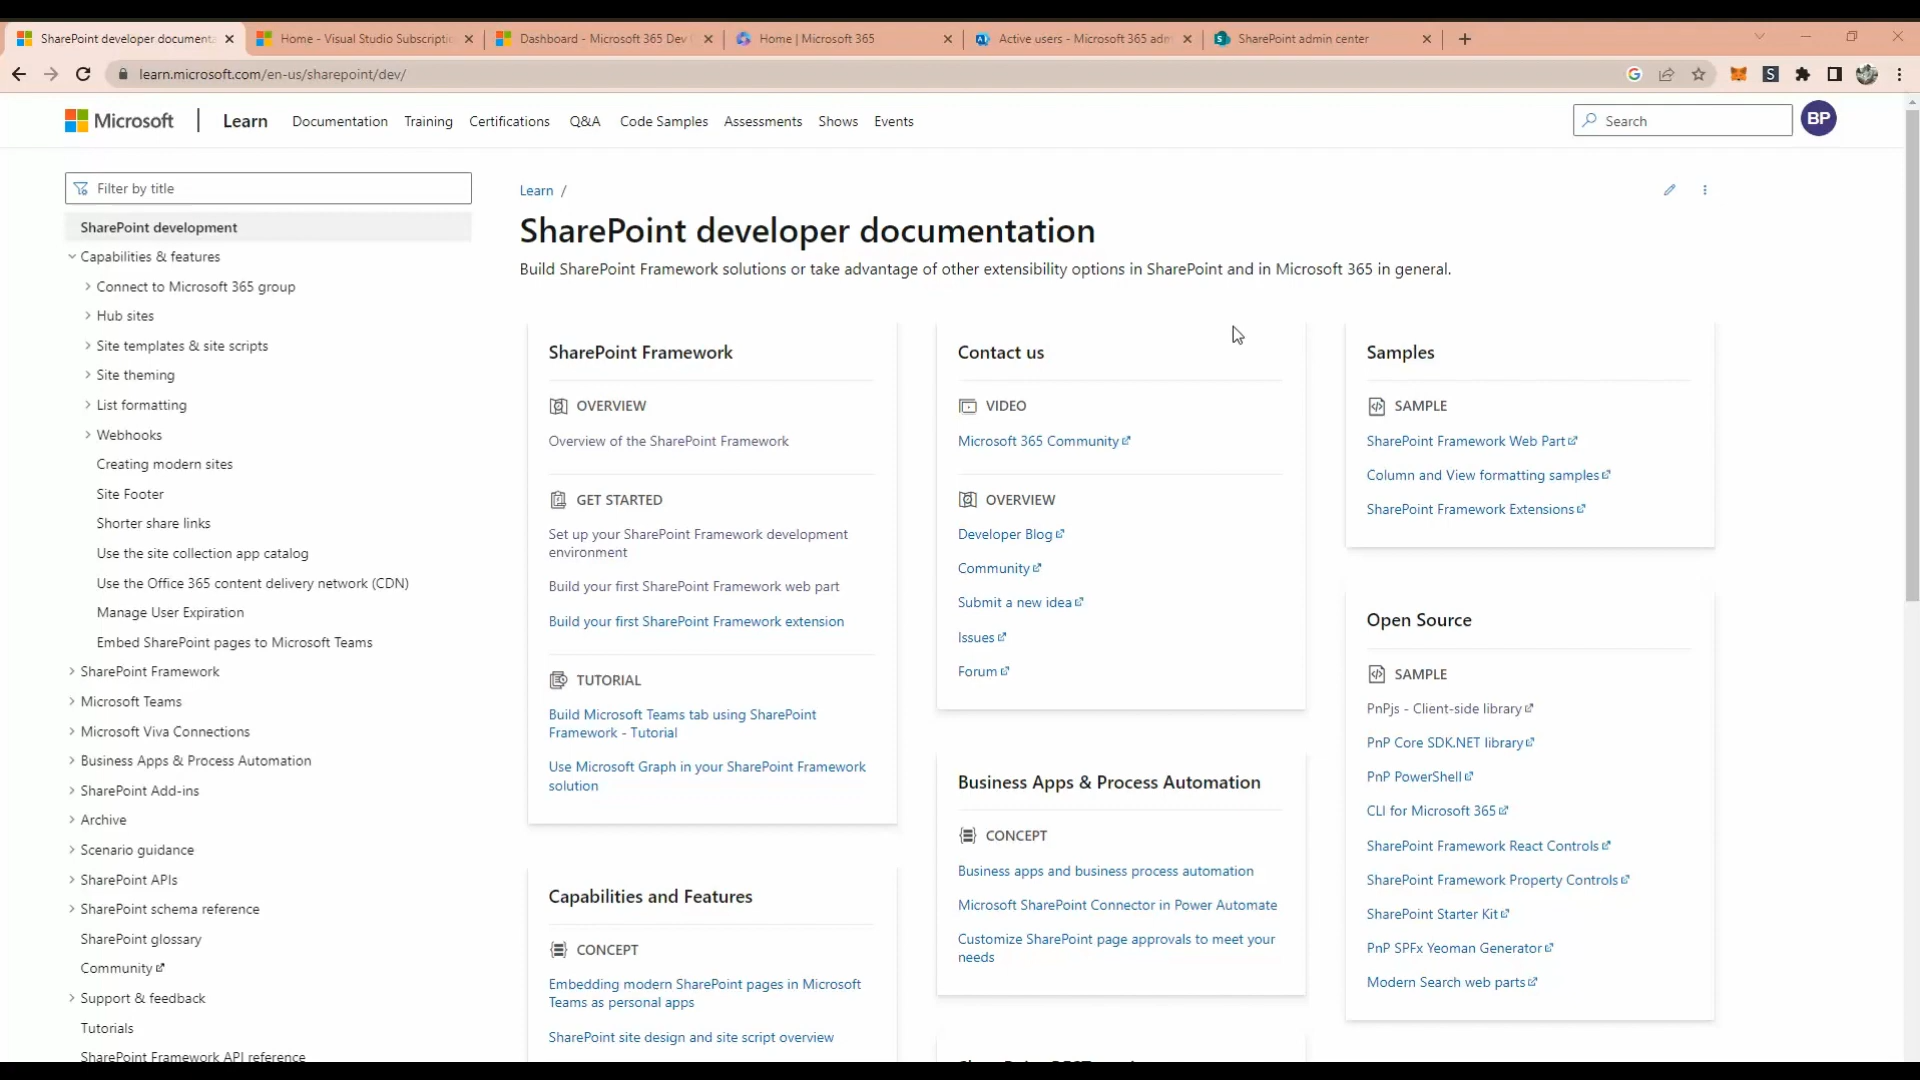 SharePoint developer documenta
Home - Visual Studio Subscripti
Dashboard - Microsoft 365 Dev
Home | Microsoft 365
Active users - Microsoft 365 adm
SharePoint admin center
learn.microsoft.com/en-us/sharepoint/dev/
Microsoft
Learn
Documentation
Training
Certifications
Q&A
Code Samples
Assessments
Shows
Events
Search
BP
Filter by title
SharePoint development
Capabilities & features
Connect to Microsoft 365 group
Hub sites
Site templates & site scripts
Site theming
List formatting
Webhooks
Creating modern sites
Site Footer
Shorter share links
Use the site collection app catalog
Use the Office 365 content delivery network (CDN)
Manage User Expiration
Embed SharePoint pages to Microsoft Teams
SharePoint Framework
Microsoft Teams
Microsoft Viva Connections
Business Apps & Process Automation
SharePoint Add-ins
Archive
Scenario guidance
SharePoint APIs
SharePoint schema reference
SharePoint glossary
Community
Support & feedback
Tutorials
SharePoint Framework API reference
Learn /
SharePoint developer documentation
Build SharePoint Framework solutions or take advantage of other extensibility options in SharePoint and in Microsoft 365 in general.
SharePoint Framework
OVERVIEW
Overview of the SharePoint Framework
GET STARTED
Set up your SharePoint Framework development
environment
Build your first SharePoint Framework web part
Build your first SharePoint Framework extension
TUTORIAL
Build Microsoft Teams tab using SharePoint
Framework - Tutorial
Use Microsoft Graph in your SharePoint Framework
solution
Capabilities and Features
CONCEPT
Embedding modern SharePoint pages in Microsoft
Teams as personal apps
SharePoint site design and site script overview
Contact us
VIDEO
Microsoft 365 Community
OVERVIEW
Developer Blog
Community
Submit a new idea
Issues
Forum
Business Apps & Process Automation
CONCEPT
Business apps and business process automation
Microsoft SharePoint Connector in Power Automate
Customize SharePoint page approvals to meet your
needs
Samples
SAMPLE
SharePoint Framework Web Part
Column and View formatting samples
SharePoint Framework Extensions
Open Source
SAMPLE
PnPjs - Client-side library
PnP Core SDK.NET library
PnP PowerShell
CLI for Microsoft 365
SharePoint Framework React Controls
SharePoint Framework Property Controls
SharePoint Starter Kit
PnP SPFx Yeoman Generator
Modern Search web parts